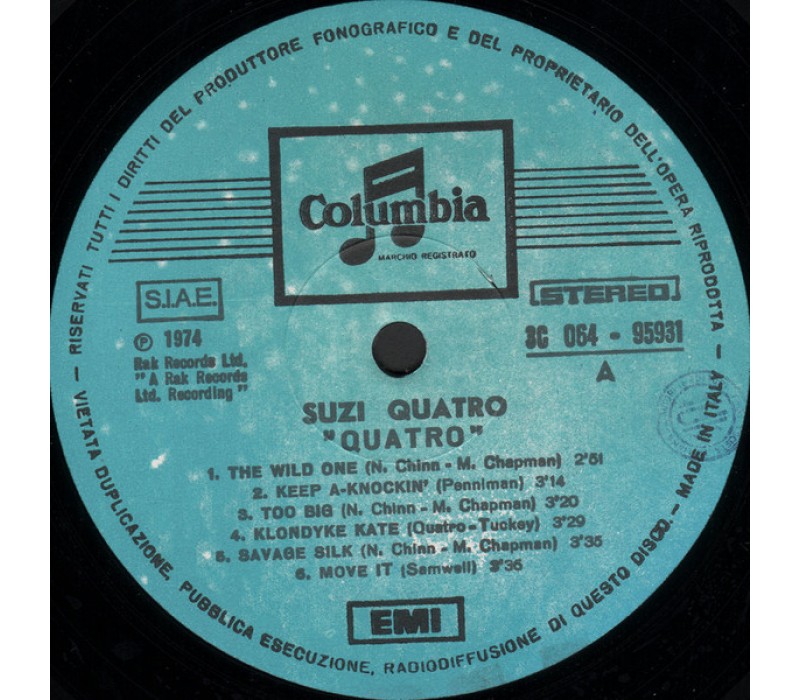 RISERVATI TUTTI I DIRITTI DEL PRODUTTORE FONOGRAFICO E DEL PROPRIETARIO DELL'OPERA RIPRODOTTA — MADE IN ITALY —
Columbia
MARCHIO REGISTRATO
S.I.A.E.
STEREO
℗ 1974
3C 064 - 95931
Rak Records Ltd,
"A Rak Records
Ltd. Recording"
A
SUZI QUATRO
"QUATRO"
1. THE WILD ONE (N. Chinn - M. Chapman) 2'51
2. KEEP A-KNOCKIN' (Penniman) 3'14
3. TOO BIG (N. Chinn - M. Chapman) 3'20
4. KLONDYKE KATE (Quatro-Tuckey) 3'29
5. SAVAGE SILK (N. Chinn - M. Chapman) 3'35
6. MOVE IT (Samwell) 3'36
EMI
— VIETATA DUPLICAZIONE, PUBBLICA ESECUZIONE, RADIODIFFUSIONE DI QUESTO DISCO.